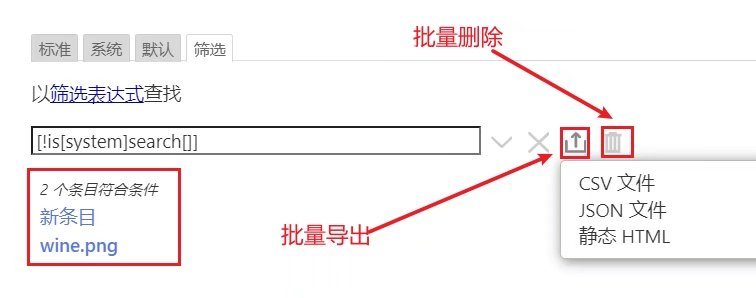 批量删除
标准 系统 默认 筛选
以筛选表达式查找
[!is[system]search[]]
2 个条目符合条件
新条目
wine.png
批量导出
CSV 文件
JSON 文件
静态 HTML